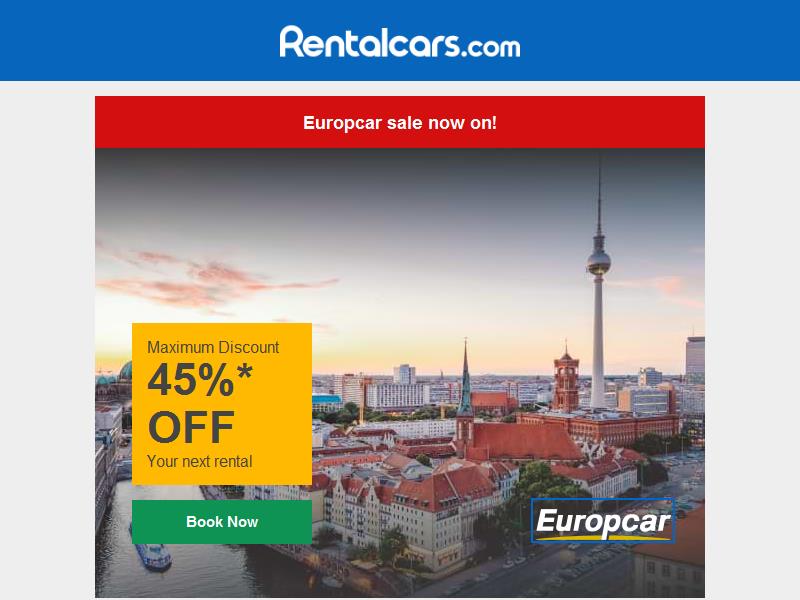 Rentalcars.com
Europcar sale now on!
Maximum Discount
45%*
OFF
Your next rental
Book Now
Europcar